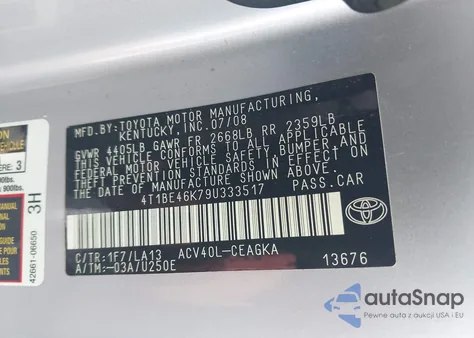 MFD. BY: TOYOTA MOTOR MANUFACTURING,
KENTUCKY, INC. 07/08
GVWR 4405LB GAWR FR 2668LB RR 2359LB
THIS VEHICLE CONFORMS TO ALL APPLICABLE
FEDERAL MOTOR VEHICLE SAFETY, BUMPER, AND
THEFT PREVENTION STANDARDS IN EFFECT ON THE
DATE OF MANUFACTURE SHOWN ABOVE.
4T1BE46K79U333517 PASS.CAR
C/TR:1F7/LA13 ACV40L-CEAGKA
A/TM:-03A/U250E 13676
TOYOTA
3
900lbs.
42661-06650
3H
autoSnap
Pewne auta z aukcji USA i EU